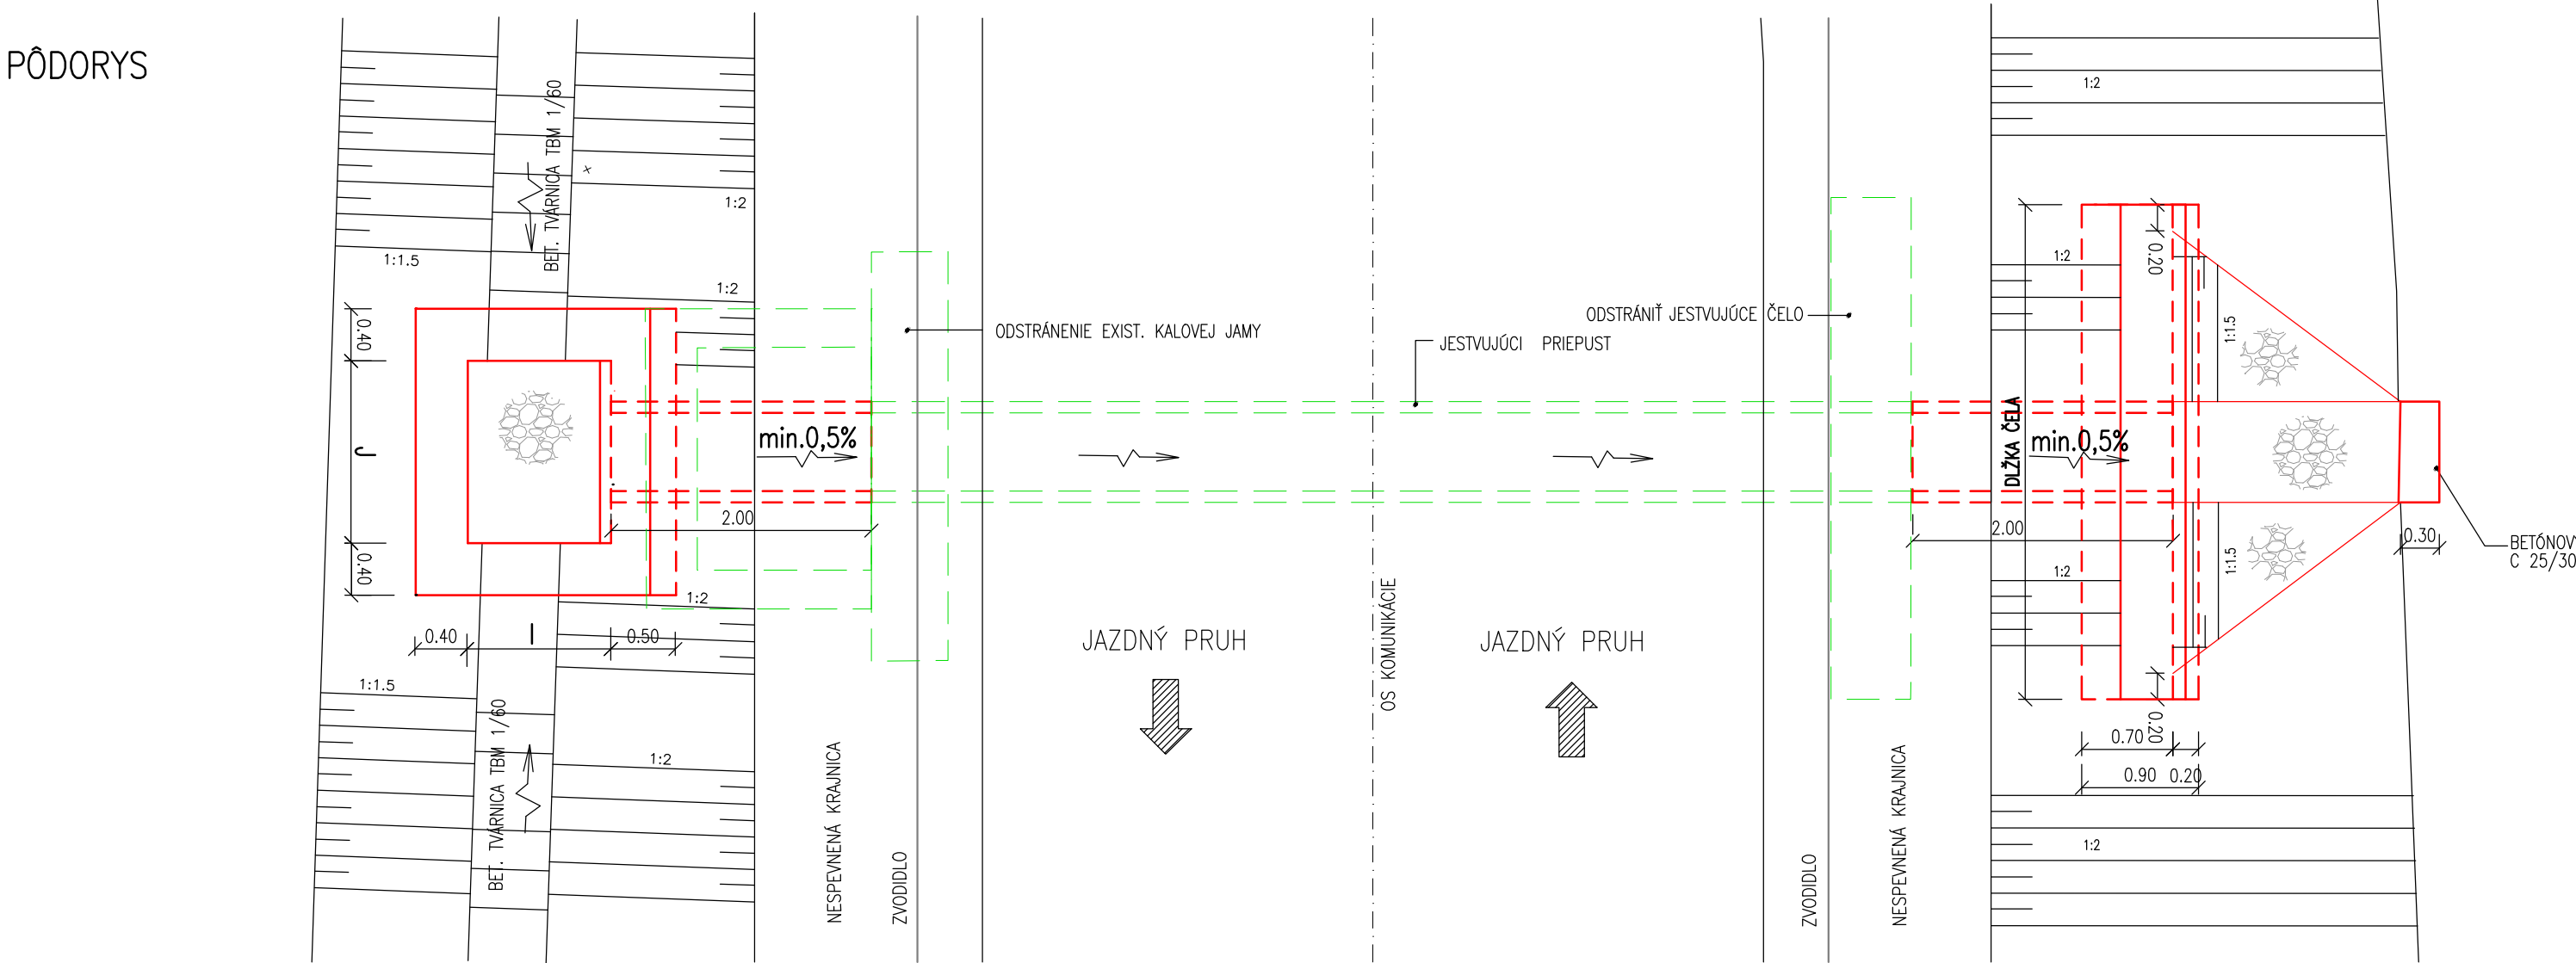 PÔDORYS
BET. TVÁRNICA TBM 1/60
1:2
1:2
1:2
1:1.5
1:2
ODSTRÁNIŤ JESTVUJÚCE ČELO
ODSTRÁNENIE EXIST. KALOVEJ JAMY
JESTVUJÚCI PRIEPUST
0.20
1:1.5
0.40
J
0.40
min.0,5%
DLŽKA ČELA
min.0,5%
2.00
2.00
0.30
BETÓNOVÝ
C 25/30
1:2
1:1.5
1:2
0.40
I
0.50
JAZDNÝ PRUH
OS KOMUNIKÁCIE
JAZDNÝ PRUH
1:1.5
BET. TVÁRNICA TBM 1/60
1:2
0.70
0.20
0.90
0.20
NESPEVNENÁ KRAJNICA
ZVODIDLO
ZVODIDLO
NESPEVNENÁ KRAJNICA
1:2